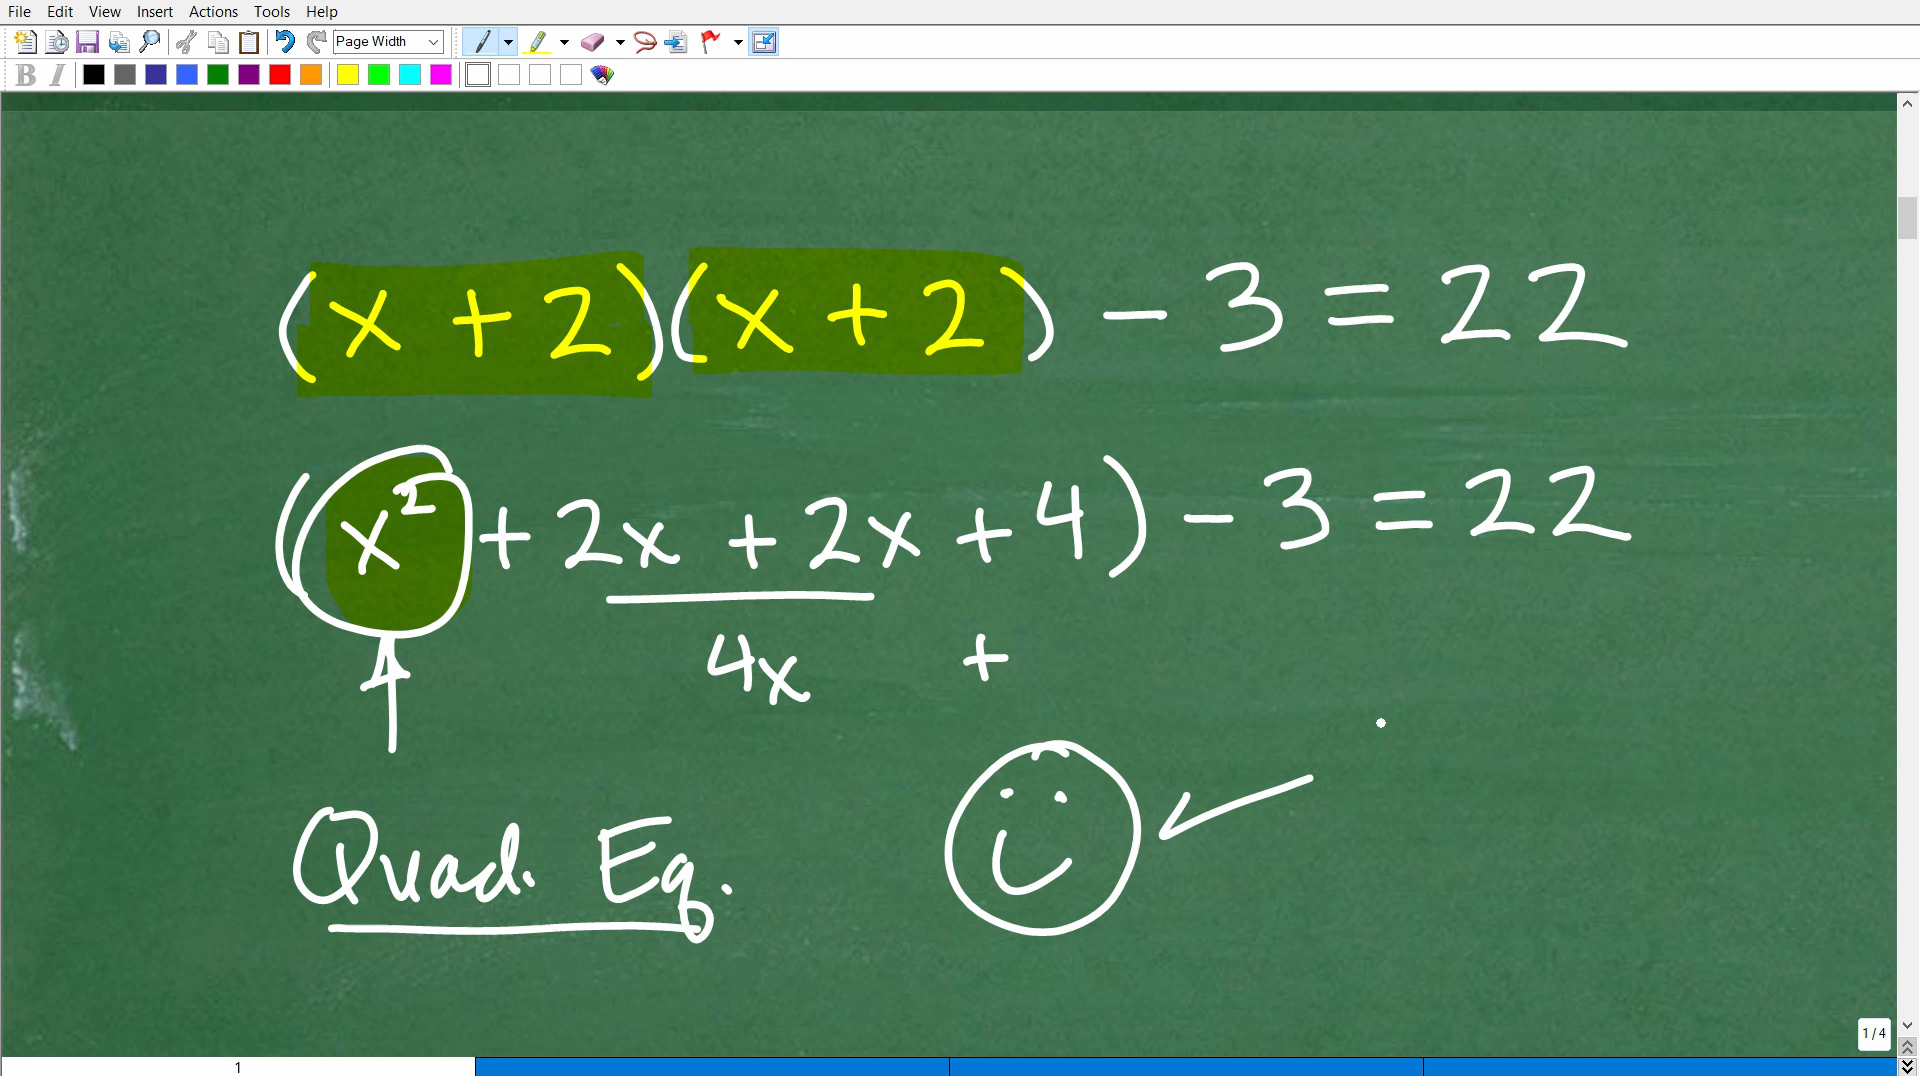 File Edit View Insert Actions Tools Help
Page Width
B I
(x + 2)(x + 2) - 3 = 22
(x² + 2x + 2x + 4) - 3 = 22
4x +
Quad. Eq.
1 / 4
1